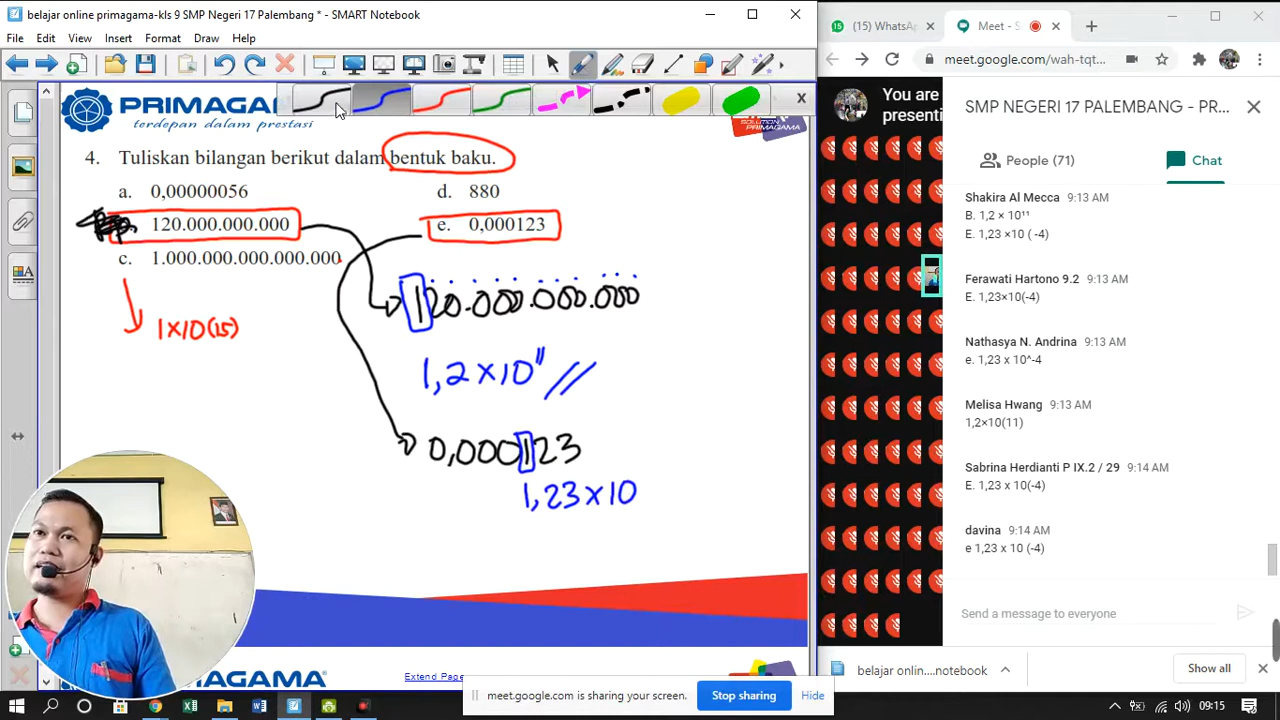 belajar online primagama-kls 9 SMP Negeri 17 Palembang * - SMART Notebook
File Edit View Insert Format Draw Help
PRIMAGAMA
terdepan dalam prestasi
SOLUTION
PRIMAGAMA
4. Tuliskan bilangan berikut dalam bentuk baku.
a. 0,00000056
d. 880
120.000.000.000
e. 0,000123
c. 1.000.000.000.000.000
120.000.000.000
1x10(15)
1,2x10¹¹ //
0,000123
1,23x10
PRIMAGAMA
Extend Page
meet.google.com is sharing your screen. Stop sharing Hide
(15) WhatsA
Meet - S
meet.google.com/wah-tqt...
You are
presenti
SMP NEGERI 17 PALEMBANG - PR...
People (71)
Chat
Shakira Al Mecca 9:13 AM
B. 1,2 × 10¹¹
E. 1,23 ×10 ( -4)
Ferawati Hartono 9.2 9:13 AM
E. 1,23×10(-4)
Nathasya N. Andrina 9:13 AM
e. 1,23 x 10^-4
Melisa Hwang 9:13 AM
1,2×10(11)
Sabrina Herdianti P IX.2 / 29 9:14 AM
E. 1,23 x 10(-4)
davina 9:14 AM
e 1,23 x 10 (-4)
Send a message to everyone
belajar onlin....notebook
Show all
09:15